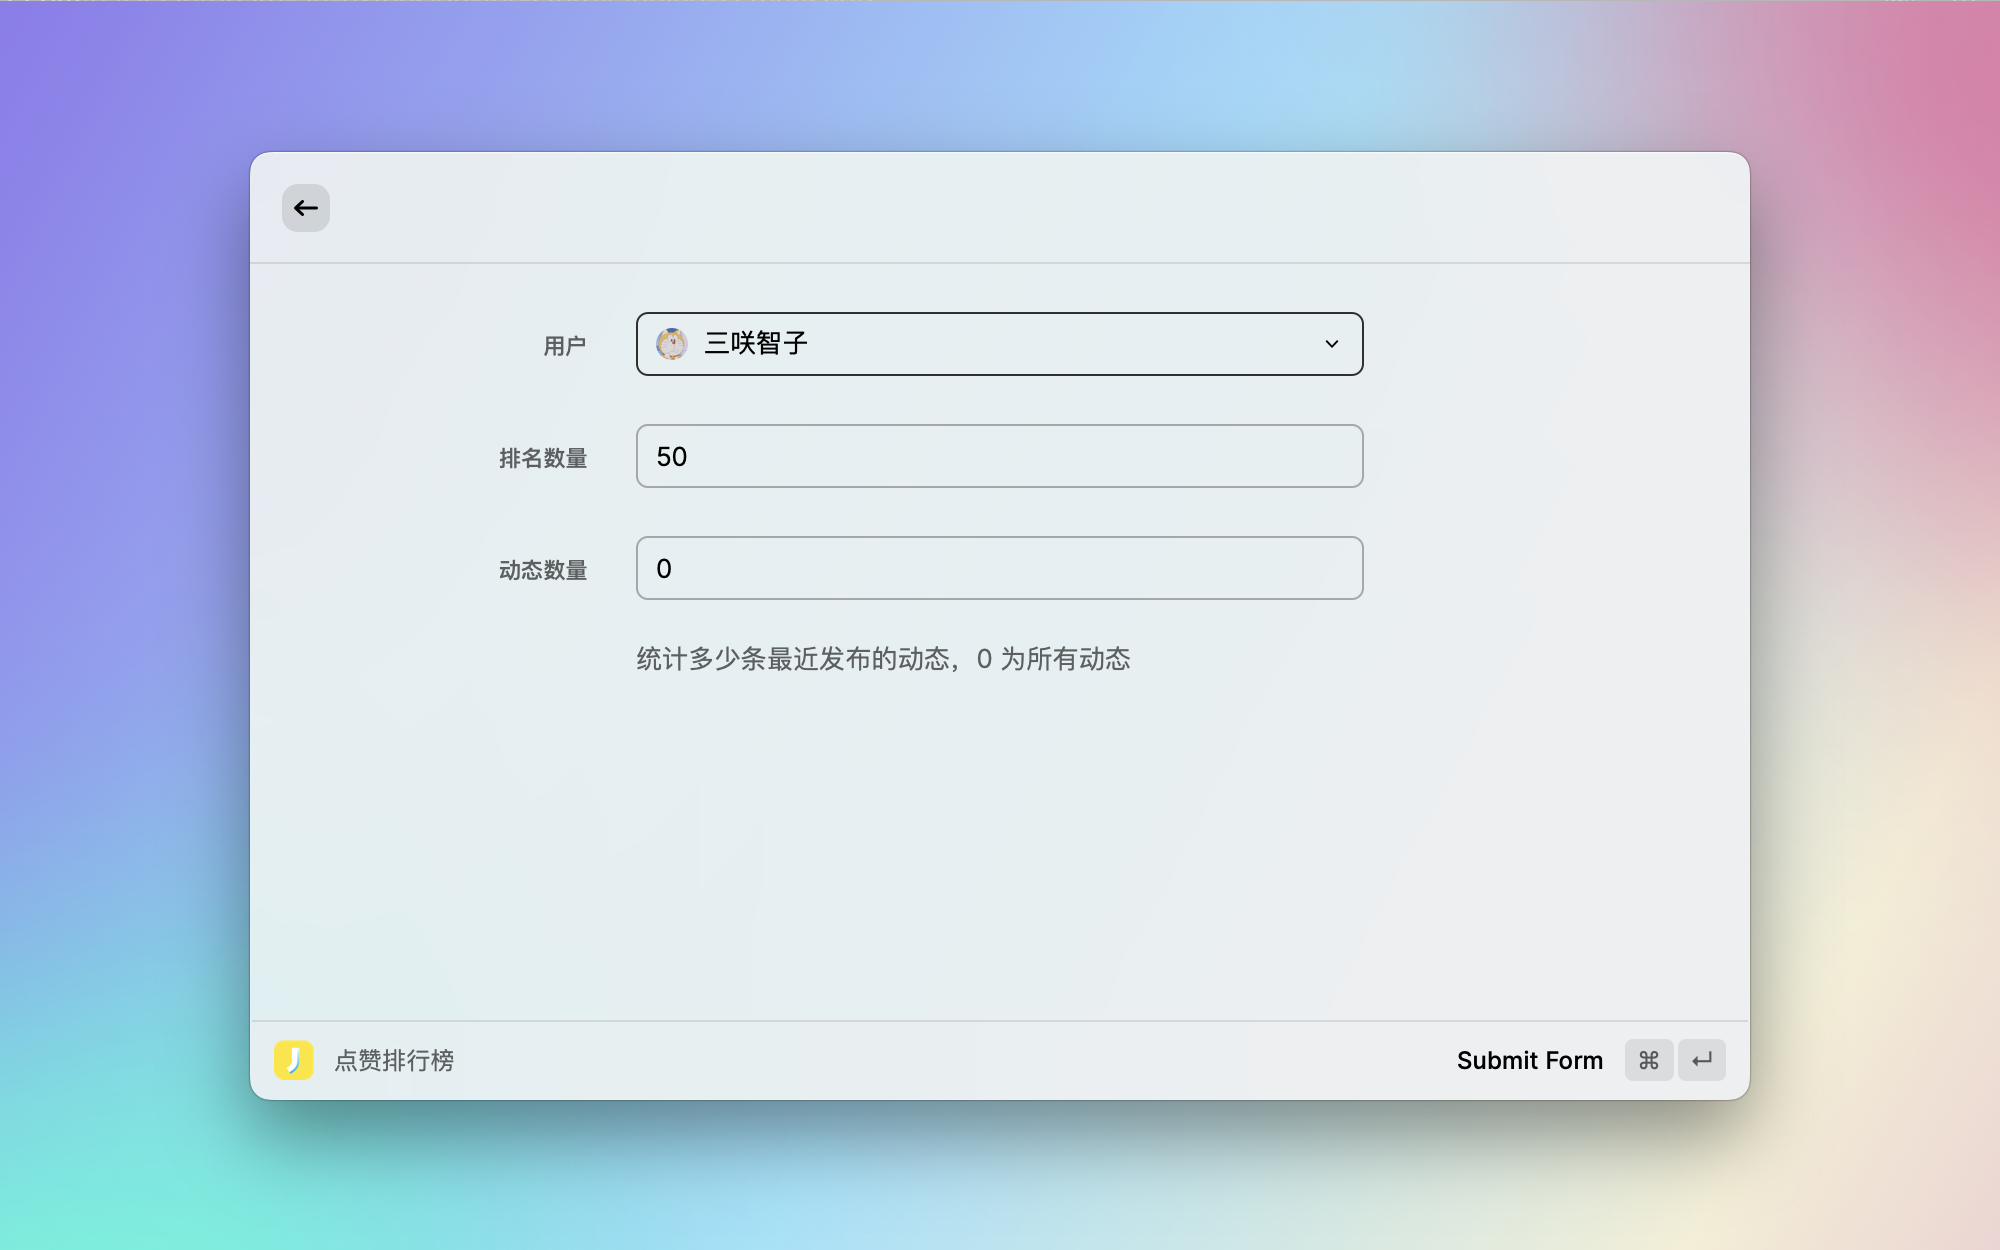 用户
三咲智子
排名数量
50
动态数量
0
统计多少条最近发布的动态，0 为所有动态
点赞排行榜
Submit Form ⌘ ↵